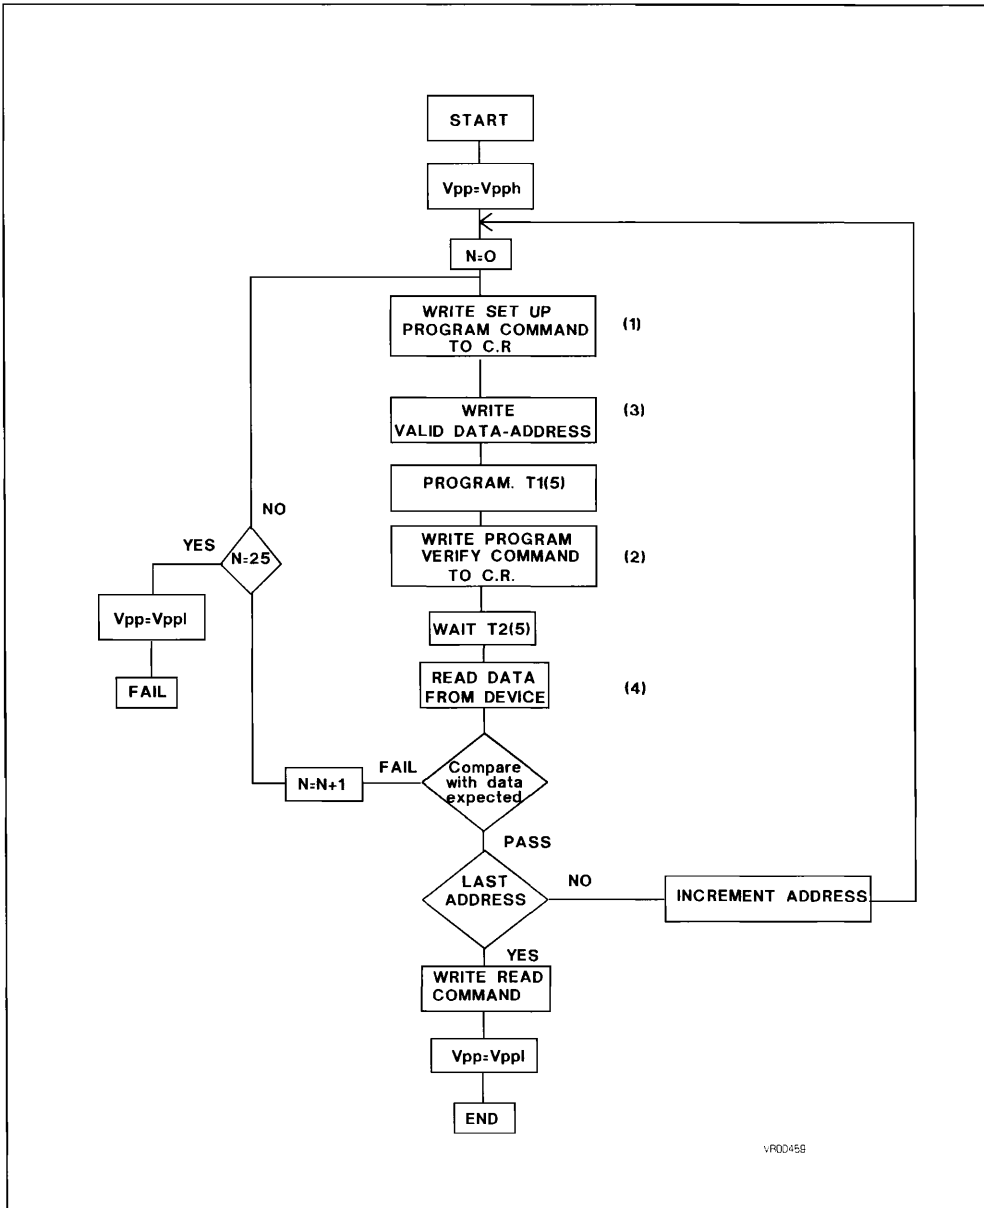 START
Vpp=Vpph
N=0
WRITE SET UP
PROGRAM COMMAND
TO C.R
(1)
WRITE
VALID DATA-ADDRESS
(3)
PROGRAM. T1(5)
NO
YES
N=25
WRITE PROGRAM
VERIFY COMMAND
TO C.R.
(2)
Vpp=Vppl
WAIT T2(5)
FAIL
READ DATA
FROM DEVICE
(4)
N=N+1
FAIL
Compare
with data
expected
PASS
LAST
ADDRESS
NO
INCREMENT ADDRESS
YES
WRITE READ
COMMAND
Vpp=Vppl
END
VR00459